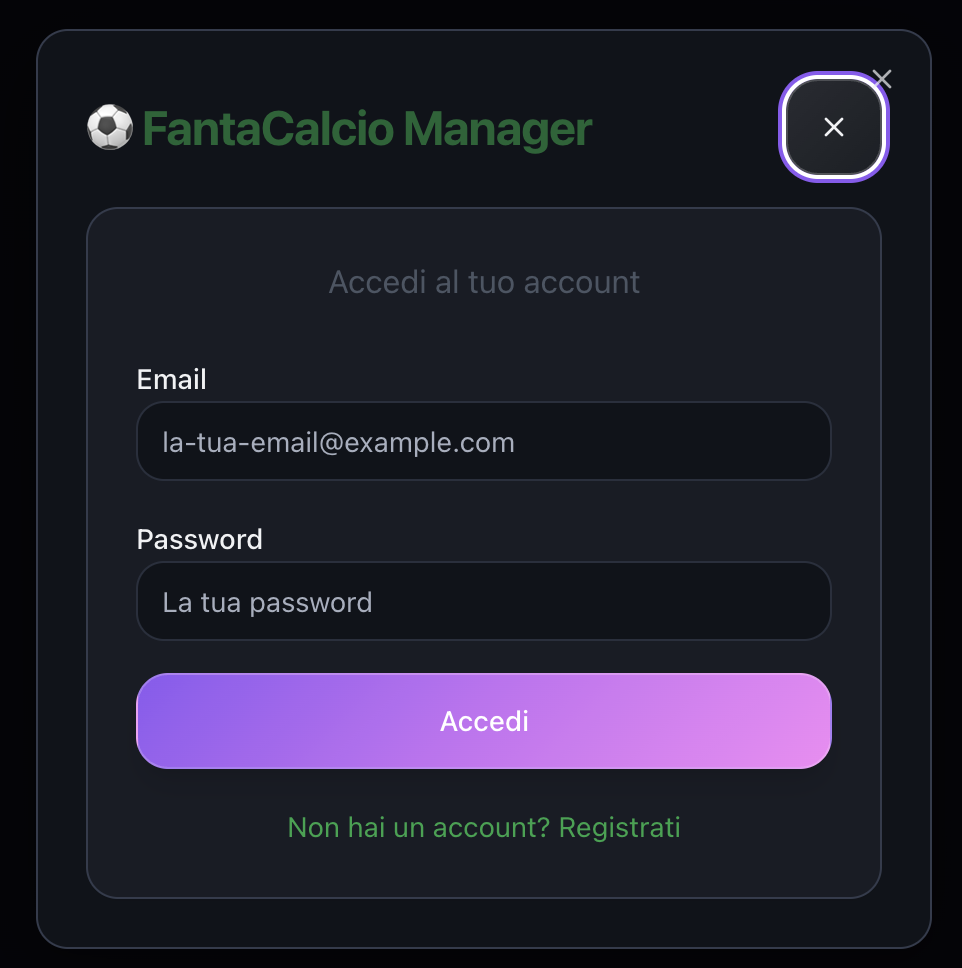 FantaCalcio Manager
Accedi al tuo account
Email
la-tua-email@example.com
Password
La tua password
Accedi
Non hai un account? Registrati